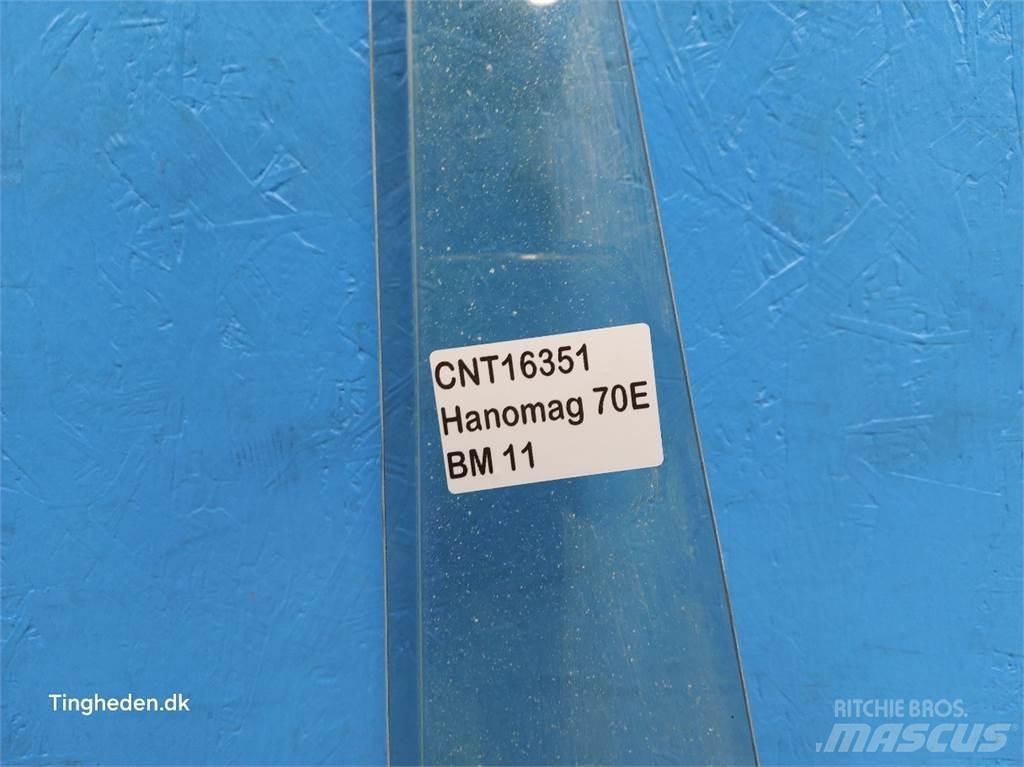 CNT16351
Hanomag 70E
BM 11
Tingheden.dk
RITCHIE BROS.
MASCUS